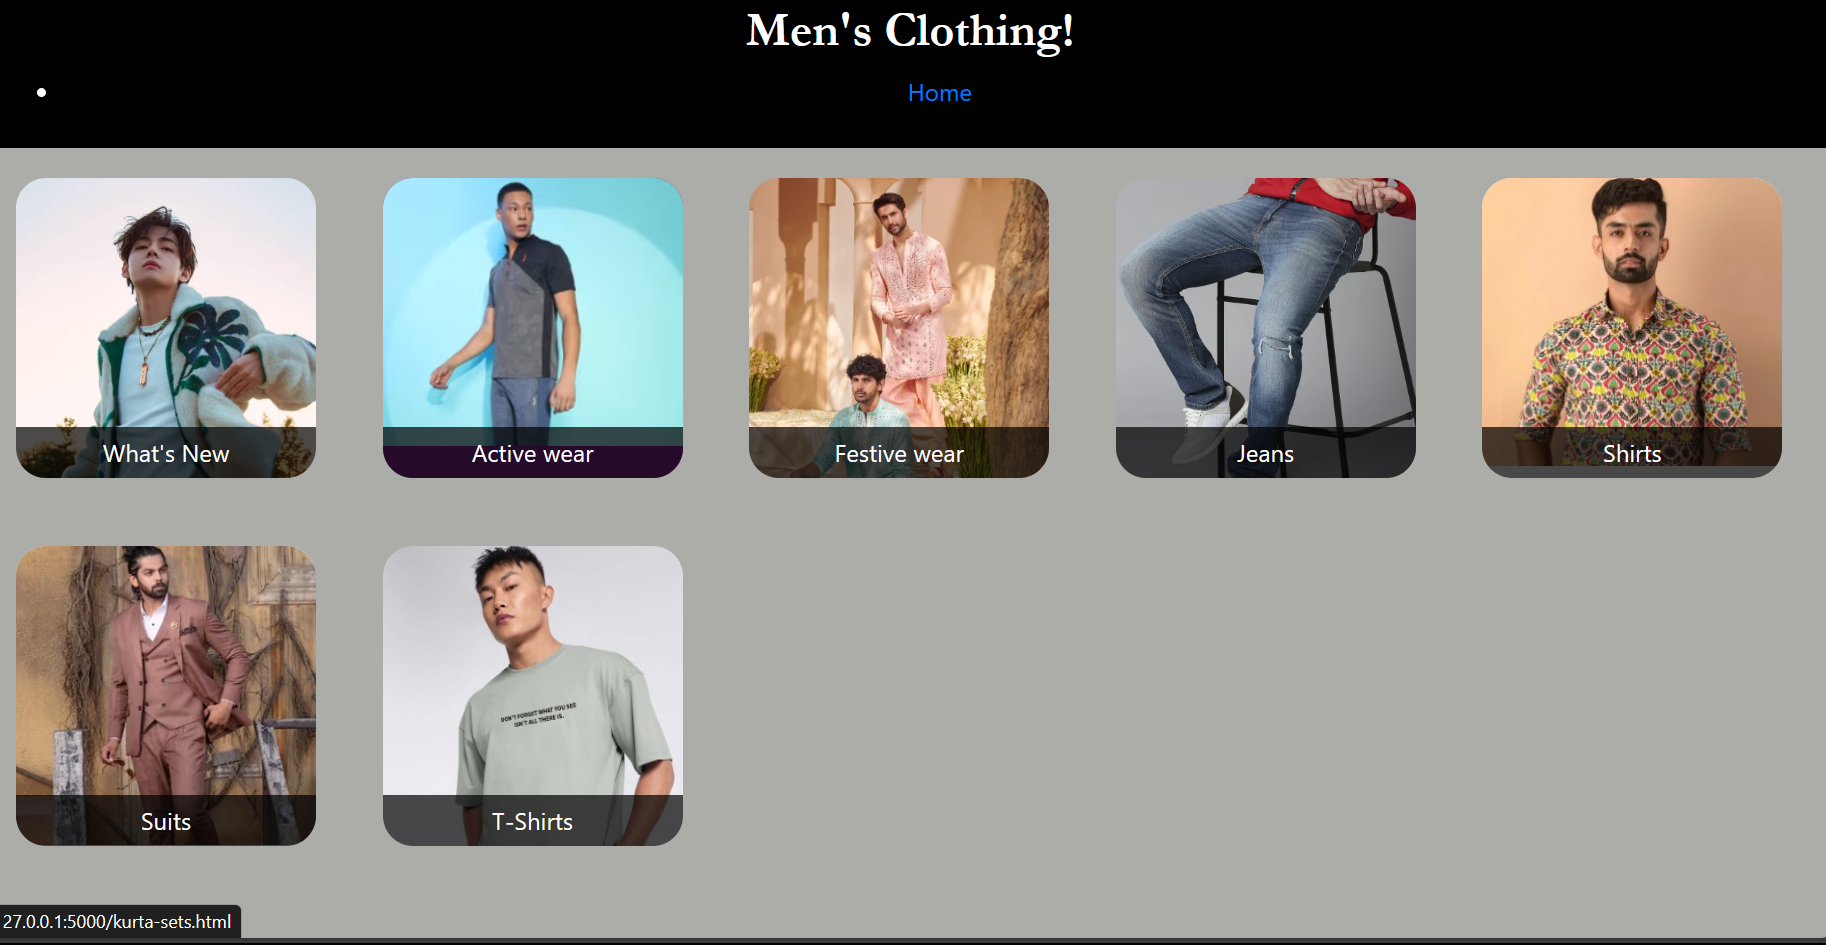 Men's Clothing!
Home
What's New
Active wear
Festive wear
Jeans
Shirts
Suits
DON'T FORGET WHAT YOU SEE
ISN'T ALL THERE IS.
T-Shirts
27.0.0.1:5000/kurta-sets.html